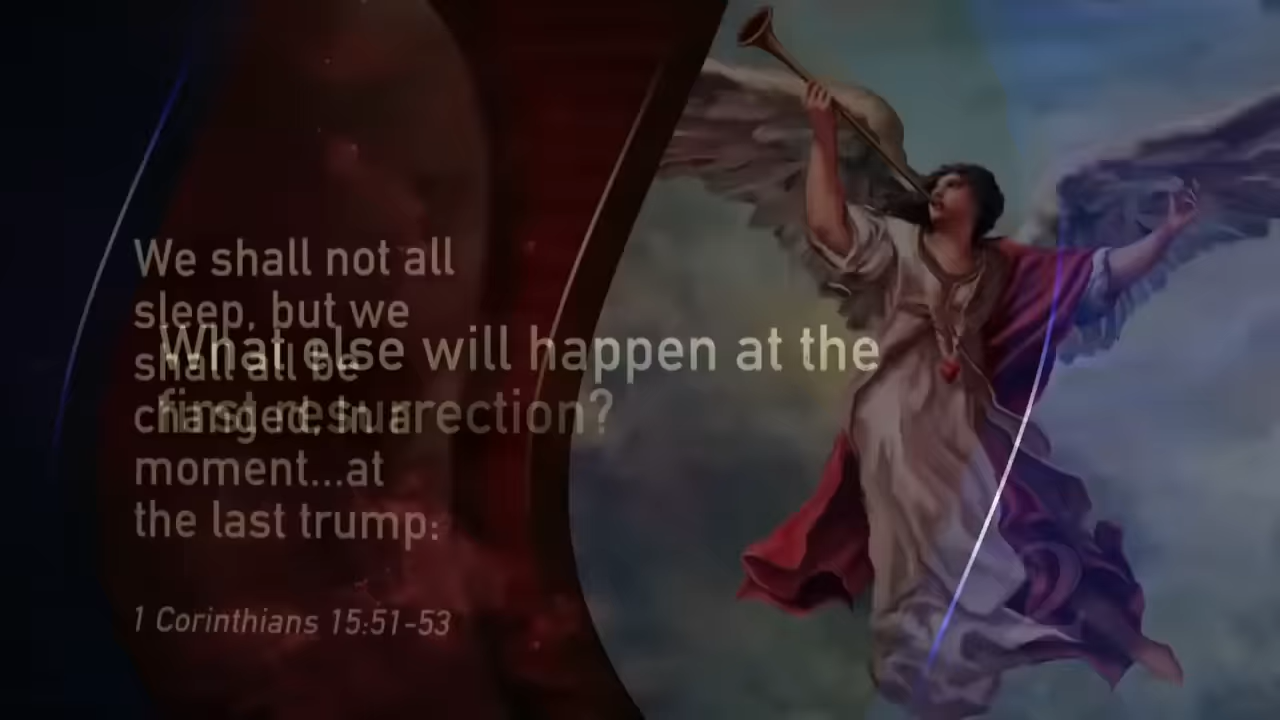 We shall not all
sleep, but we
shall all be
changed, In a
moment...at
the last trump:
1 Corinthians 15:51-53
What else will happen at the
first resurrection?